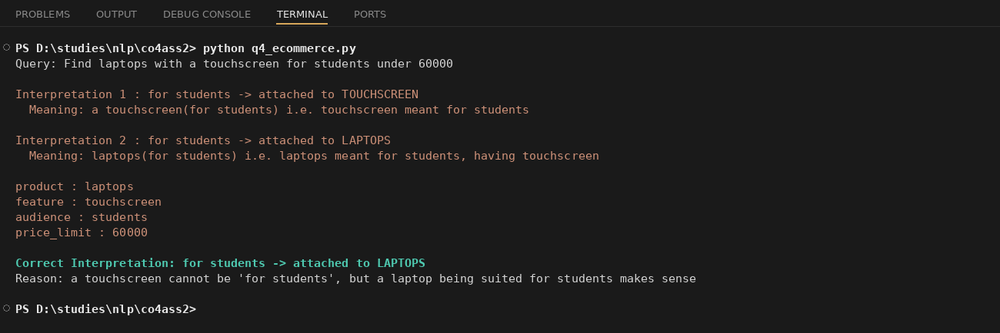 PROBLEMS OUTPUT DEBUG CONSOLE TERMINAL PORTS
PS D:\studies\nlp\co4ass2> python q4_ecommerce.py
Query: Find laptops with a touchscreen for students under 60000
Interpretation 1 : for students -> attached to TOUCHSCREEN
Meaning: a touchscreen(for students) i.e. touchscreen meant for students
Interpretation 2 : for students -> attached to LAPTOPS
Meaning: laptops(for students) i.e. laptops meant for students, having touchscreen
product : laptops
feature : touchscreen
audience : students
price_limit : 60000
Correct Interpretation: for students -> attached to LAPTOPS
Reason: a touchscreen cannot be 'for students', but a laptop being suited for students makes sense
PS D:\studies\nlp\co4ass2>